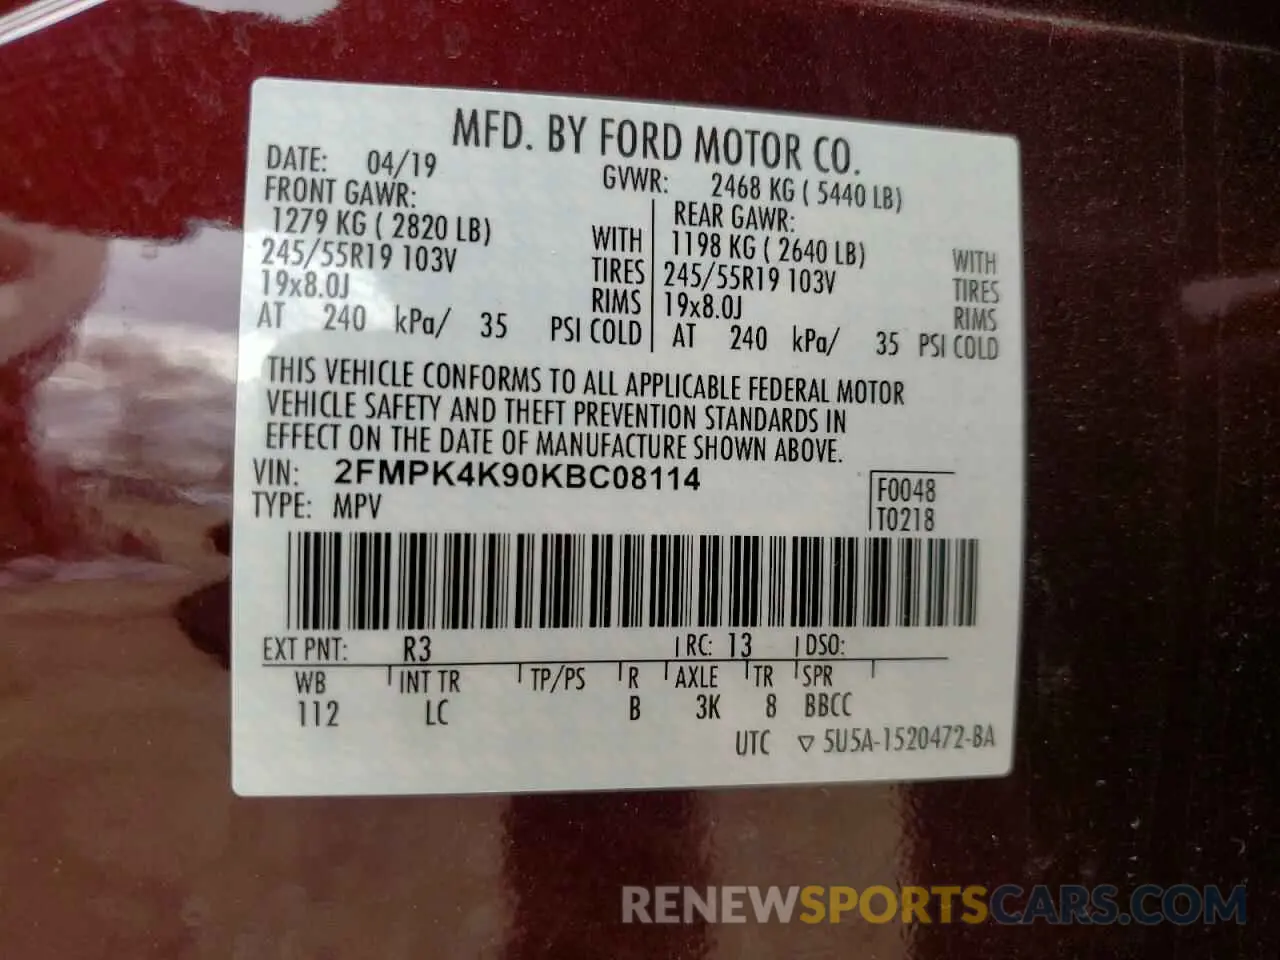 MFD. BY FORD MOTOR CO.
DATE: 04/19 GVWR: 2468 KG ( 5440 LB)
FRONT GAWR: REAR GAWR:
1279 KG ( 2820 LB) WITH 1198 KG ( 2640 LB) WITH
245/55R19 103V TIRES 245/55R19 103V TIRES
19x8.0J RIMS 19x8.0J RIMS
AT 240 kPa/ 35 PSI COLD AT 240 kPa/ 35 PSI COLD
THIS VEHICLE CONFORMS TO ALL APPLICABLE FEDERAL MOTOR
VEHICLE SAFETY AND THEFT PREVENTION STANDARDS IN
EFFECT ON THE DATE OF MANUFACTURE SHOWN ABOVE.
VIN: 2FMPK4K90KBC08114
TYPE: MPV
F0048
T0218
EXT PNT: R3 RC: 13 DSO:
WB INT TR TP/PS R AXLE TR SPR
112 LC B 3K 8 BBCC
UTC ▽ 5U5A-1520472-BA
RENEWSPORTSCARS.COM